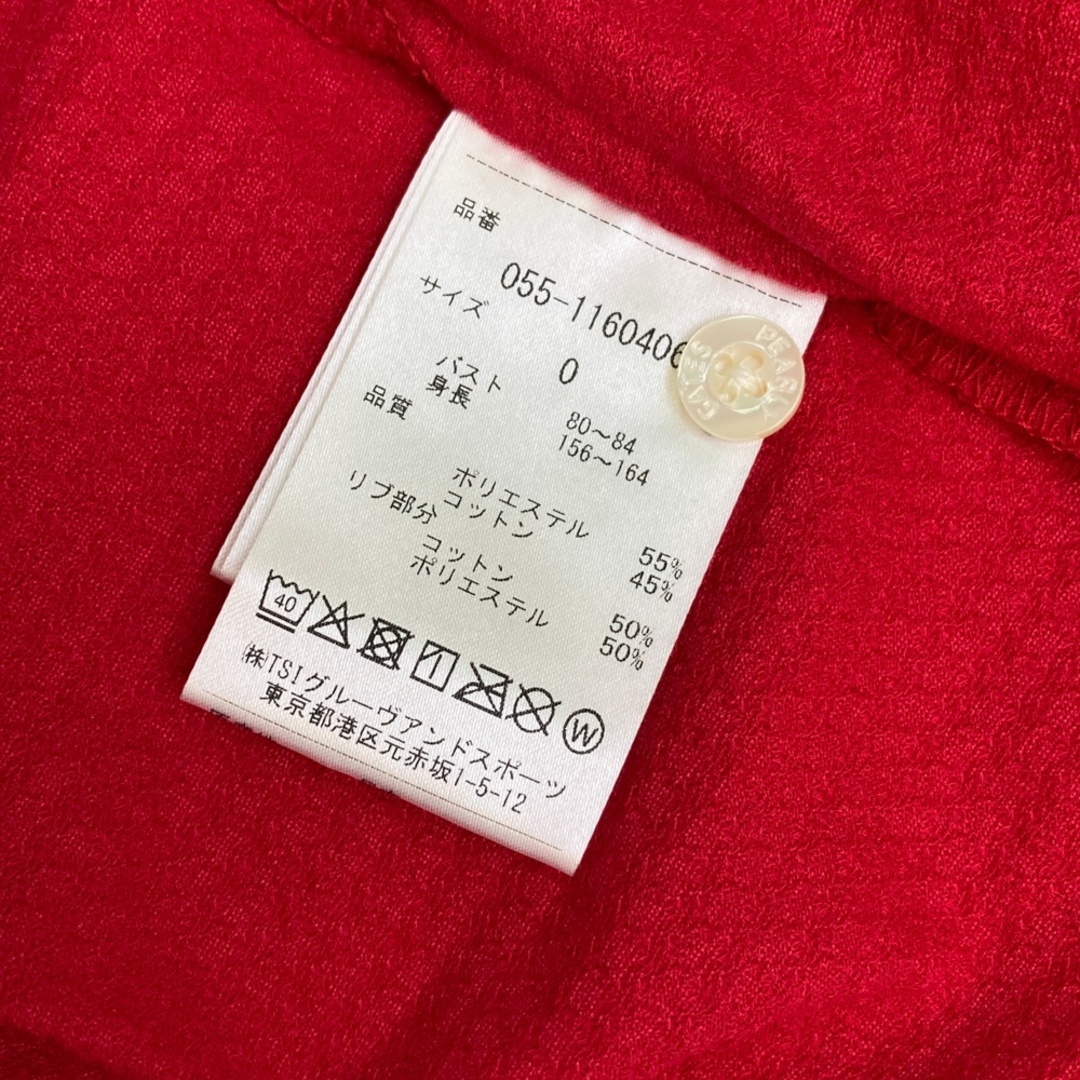 品番
055-1160406
サイズ
0
バスト 80～84
身長 156～164
品質
ポリエステル 55%
コットン 45%
リブ部分
コットン 50%
ポリエステル 50%
40
W
(株)TSIグルーヴアンドスポーツ
東京都港区元赤坂1-5-12
PEARLY
GATES